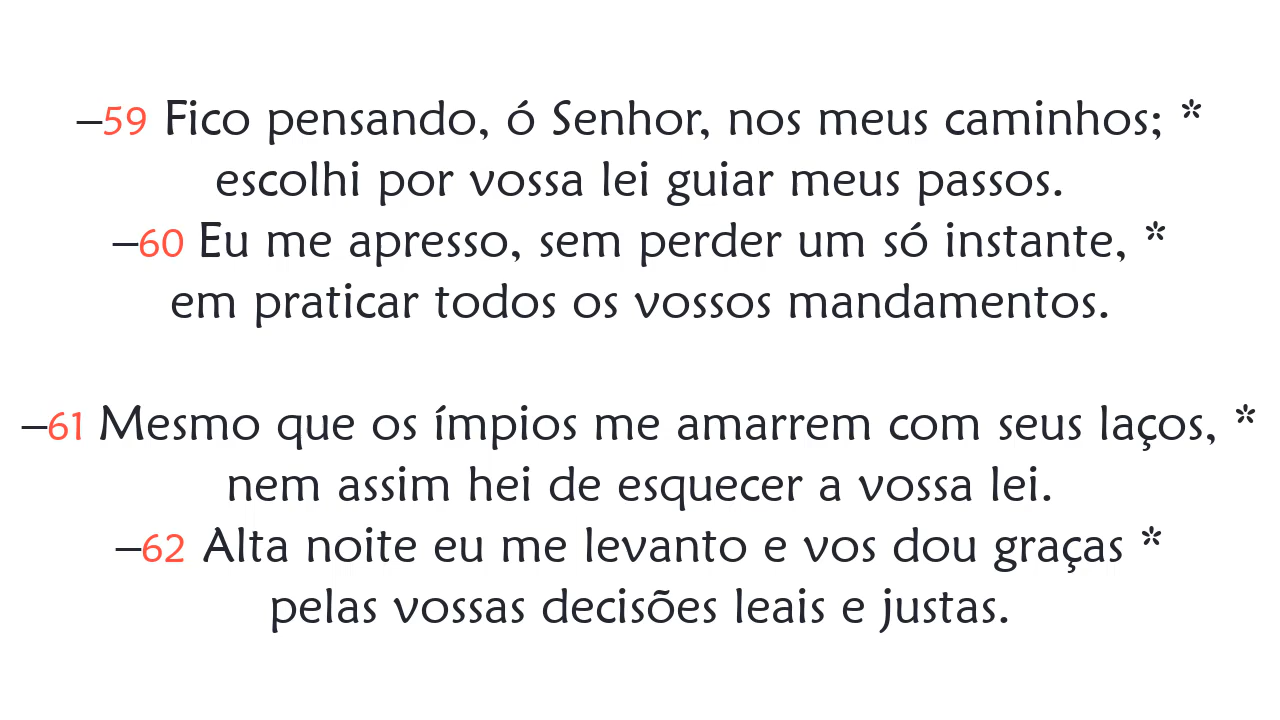 –59 Fico pensando, ó Senhor, nos meus caminhos; *
escolhi por vossa lei guiar meus passos.
–60 Eu me apresso, sem perder um só instante, *
em praticar todos os vossos mandamentos.
–61 Mesmo que os ímpios me amarrem com seus laços, *
nem assim hei de esquecer a vossa lei.
–62 Alta noite eu me levanto e vos dou graças *
pelas vossas decisões leais e justas.